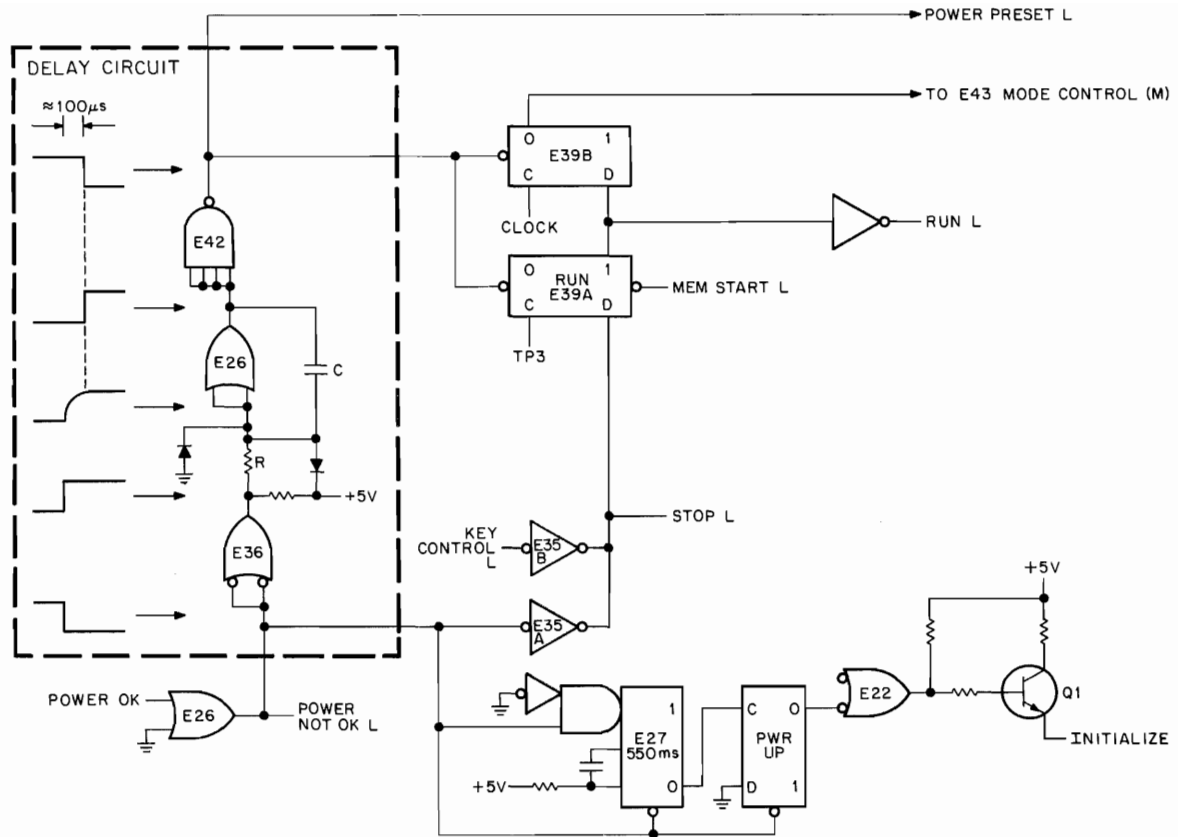 POWER PRESET L
DELAY CIRCUIT
≈100μs
TO E43 MODE CONTROL (M)
0 1
E39B
C D
CLOCK
E42
RUN L
0 1
RUN
E39A
C D
MEM START L
TP3
E26
C
R
+5V
STOP L
KEY
CONTROL
L
E35
B
E36
+5V
E35
A
POWER OK
E26
POWER
NOT OK L
E22
Q1
1
E27
550ms
0
C 0
PWR
UP
D 1
INITIALIZE
+5V